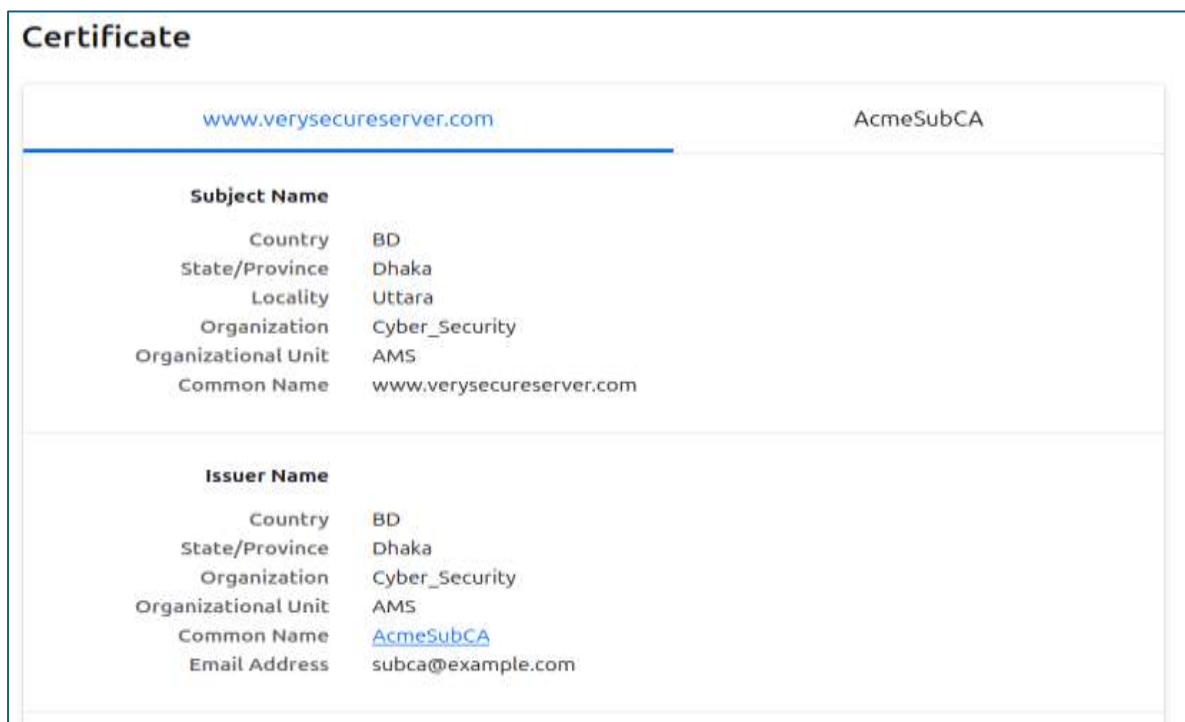 Certificate
www.verysecureserver.com AcmeSubCA
Subject Name
Country BD
State/Province Dhaka
Locality Uttara
Organization Cyber_Security
Organizational Unit AMS
Common Name www.verysecureserver.com
Issuer Name
Country BD
State/Province Dhaka
Organization Cyber_Security
Organizational Unit AMS
Common Name AcmeSubCA
Email Address subca@example.com